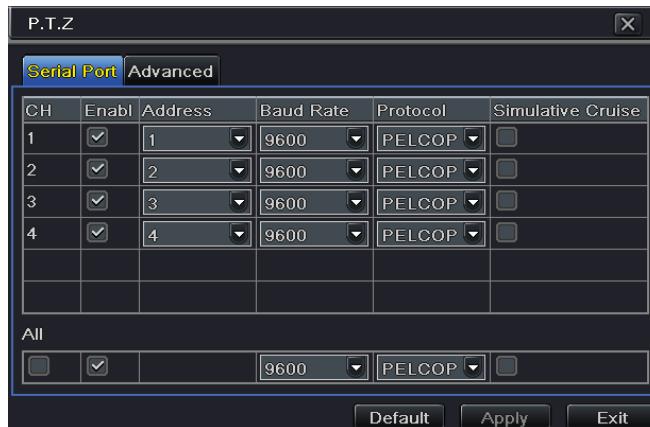 P.T.Z
Serial Port Advanced
CH Enabl Address Baud Rate Protocol Simulative Cruise
1 1 9600 PELCOP
2 2 9600 PELCOP
3 3 9600 PELCOP
4 4 9600 PELCOP
All
9600 PELCOP
Default Apply Exit